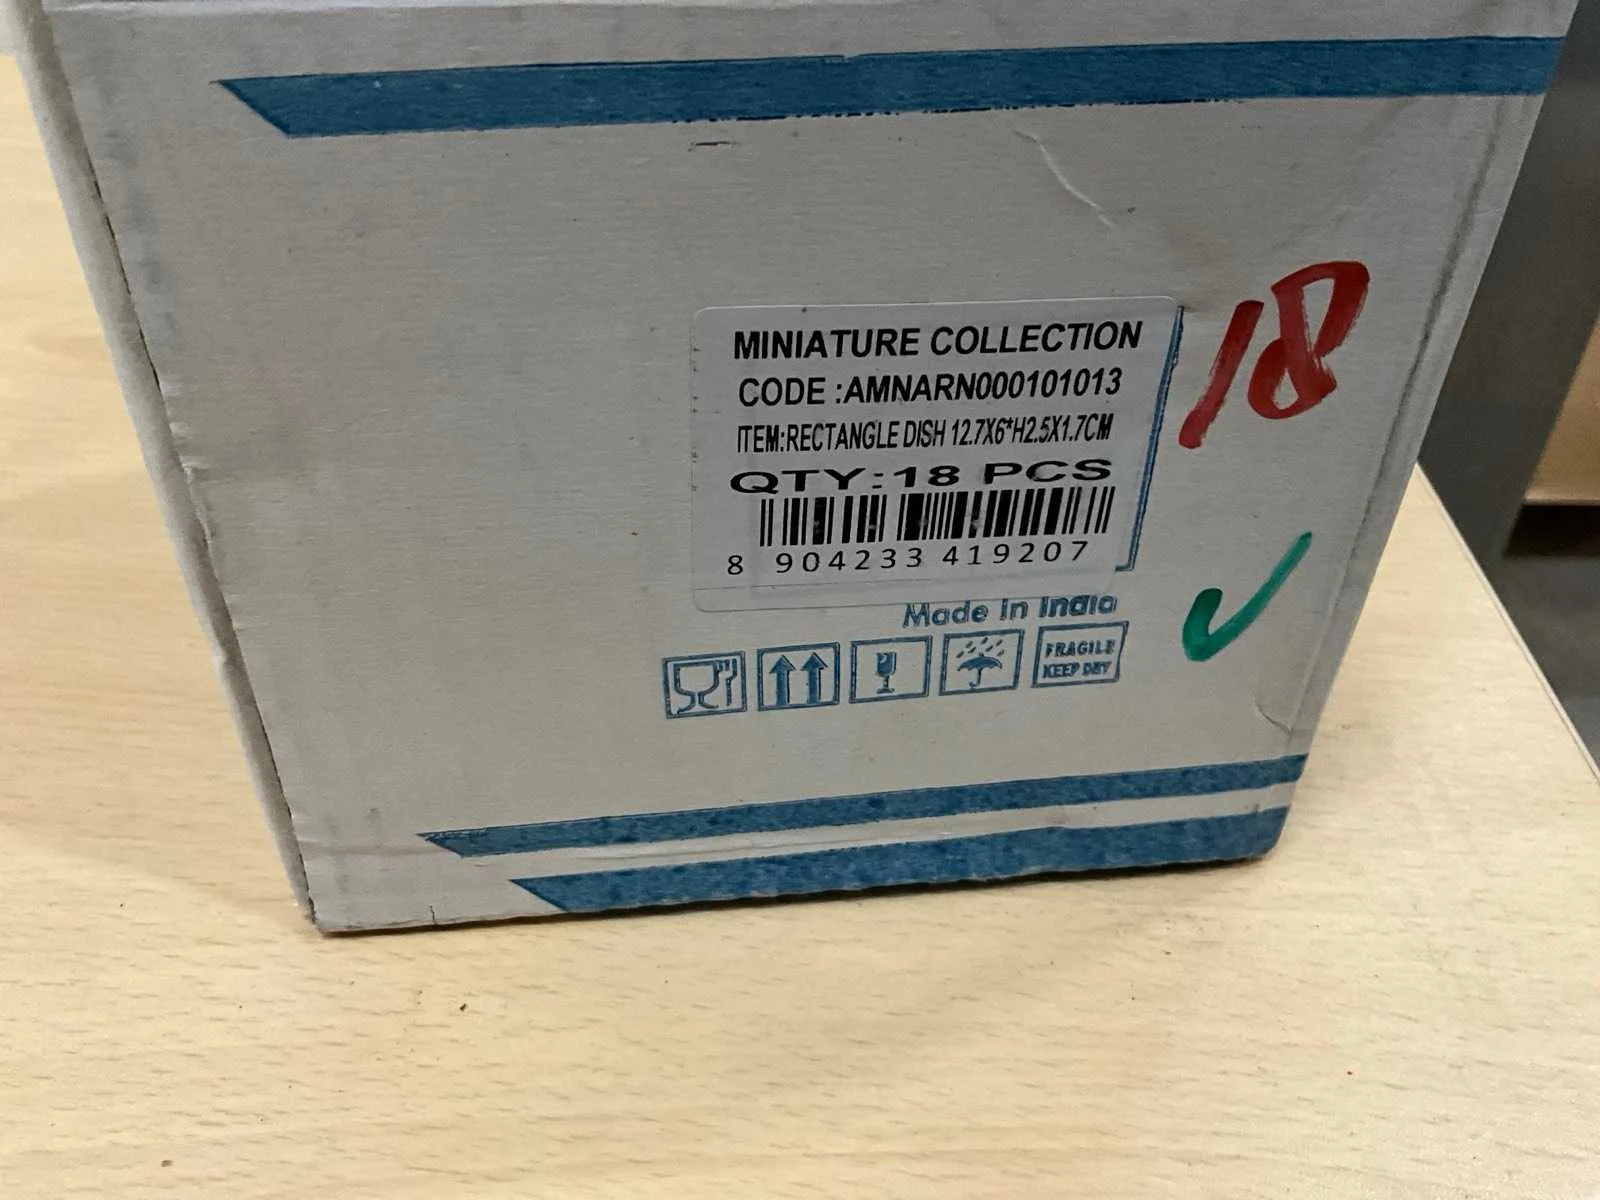 MINIATURE COLLECTION
CODE :AMNARN000101013
ITEM:RECTANGLE DISH 12.7X6*H2.5X1.7CM
QTY:18 PCS
8 904233 419207
18
Made in India
FRAGILE
KEEP DRY